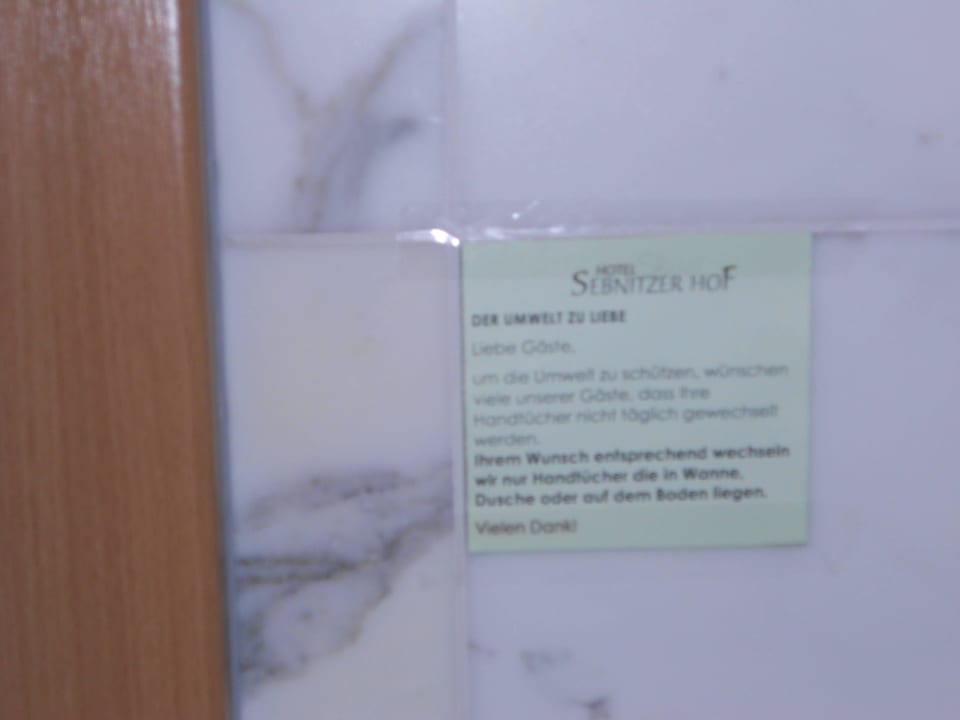 HOTEL
SEBNITZER HOF
DER UMWELT ZU LIEBE
Liebe Gäste,
um die Umwelt zu schützen, wünschen
viele unserer Gäste, dass Ihre
Handtücher nicht täglich gewechselt
werden.
Ihrem Wunsch entsprechend wechseln
wir nur Handtücher die in Wanne,
Dusche oder auf dem Boden liegen.
Vielen Dank!